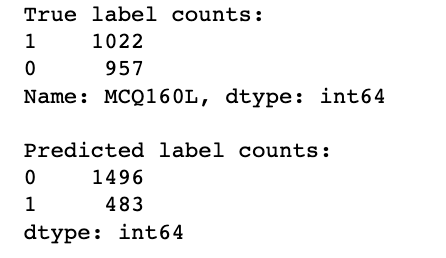 True label counts:
1    1022
0     957
Name: MCQ160L, dtype: int64
Predicted label counts:
0    1496
1     483
dtype: int64